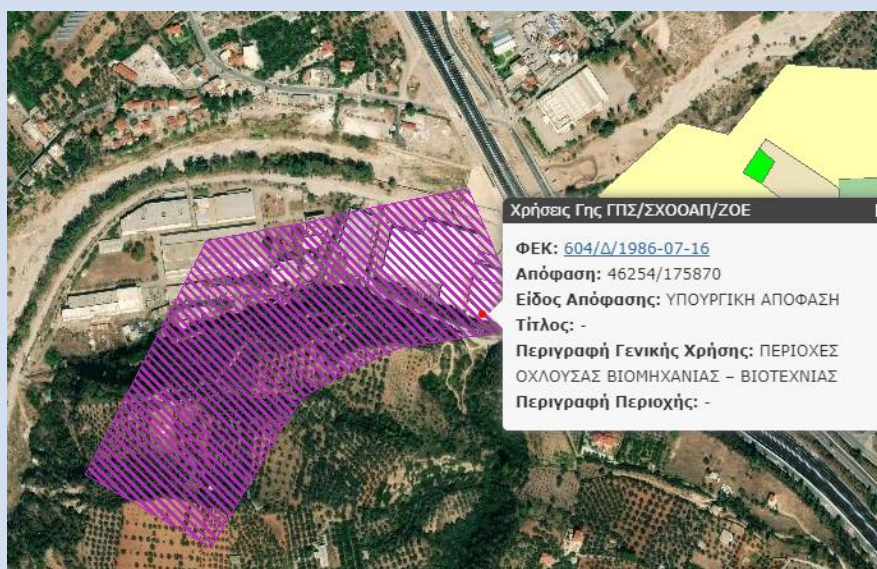 Χρήσεις Γης ΓΠΣ/ΣΧΟΟΑΠ/ΖΟΕ
ΦΕΚ: 604/Δ/1986-07-16
Απόφαση: 46254/175870
Είδος Απόφασης: ΥΠΟΥΡΓΙΚΗ ΑΠΟΦΑΣΗ
Τίτλος: -
Περιγραφή Γενικής Χρήσης: ΠΕΡΙΟΧΕΣ
ΟΧΛΟΥΣΑΣ ΒΙΟΜΗΧΑΝΙΑΣ – ΒΙΟΤΕΧΝΙΑΣ
Περιγραφή Περιοχής: -